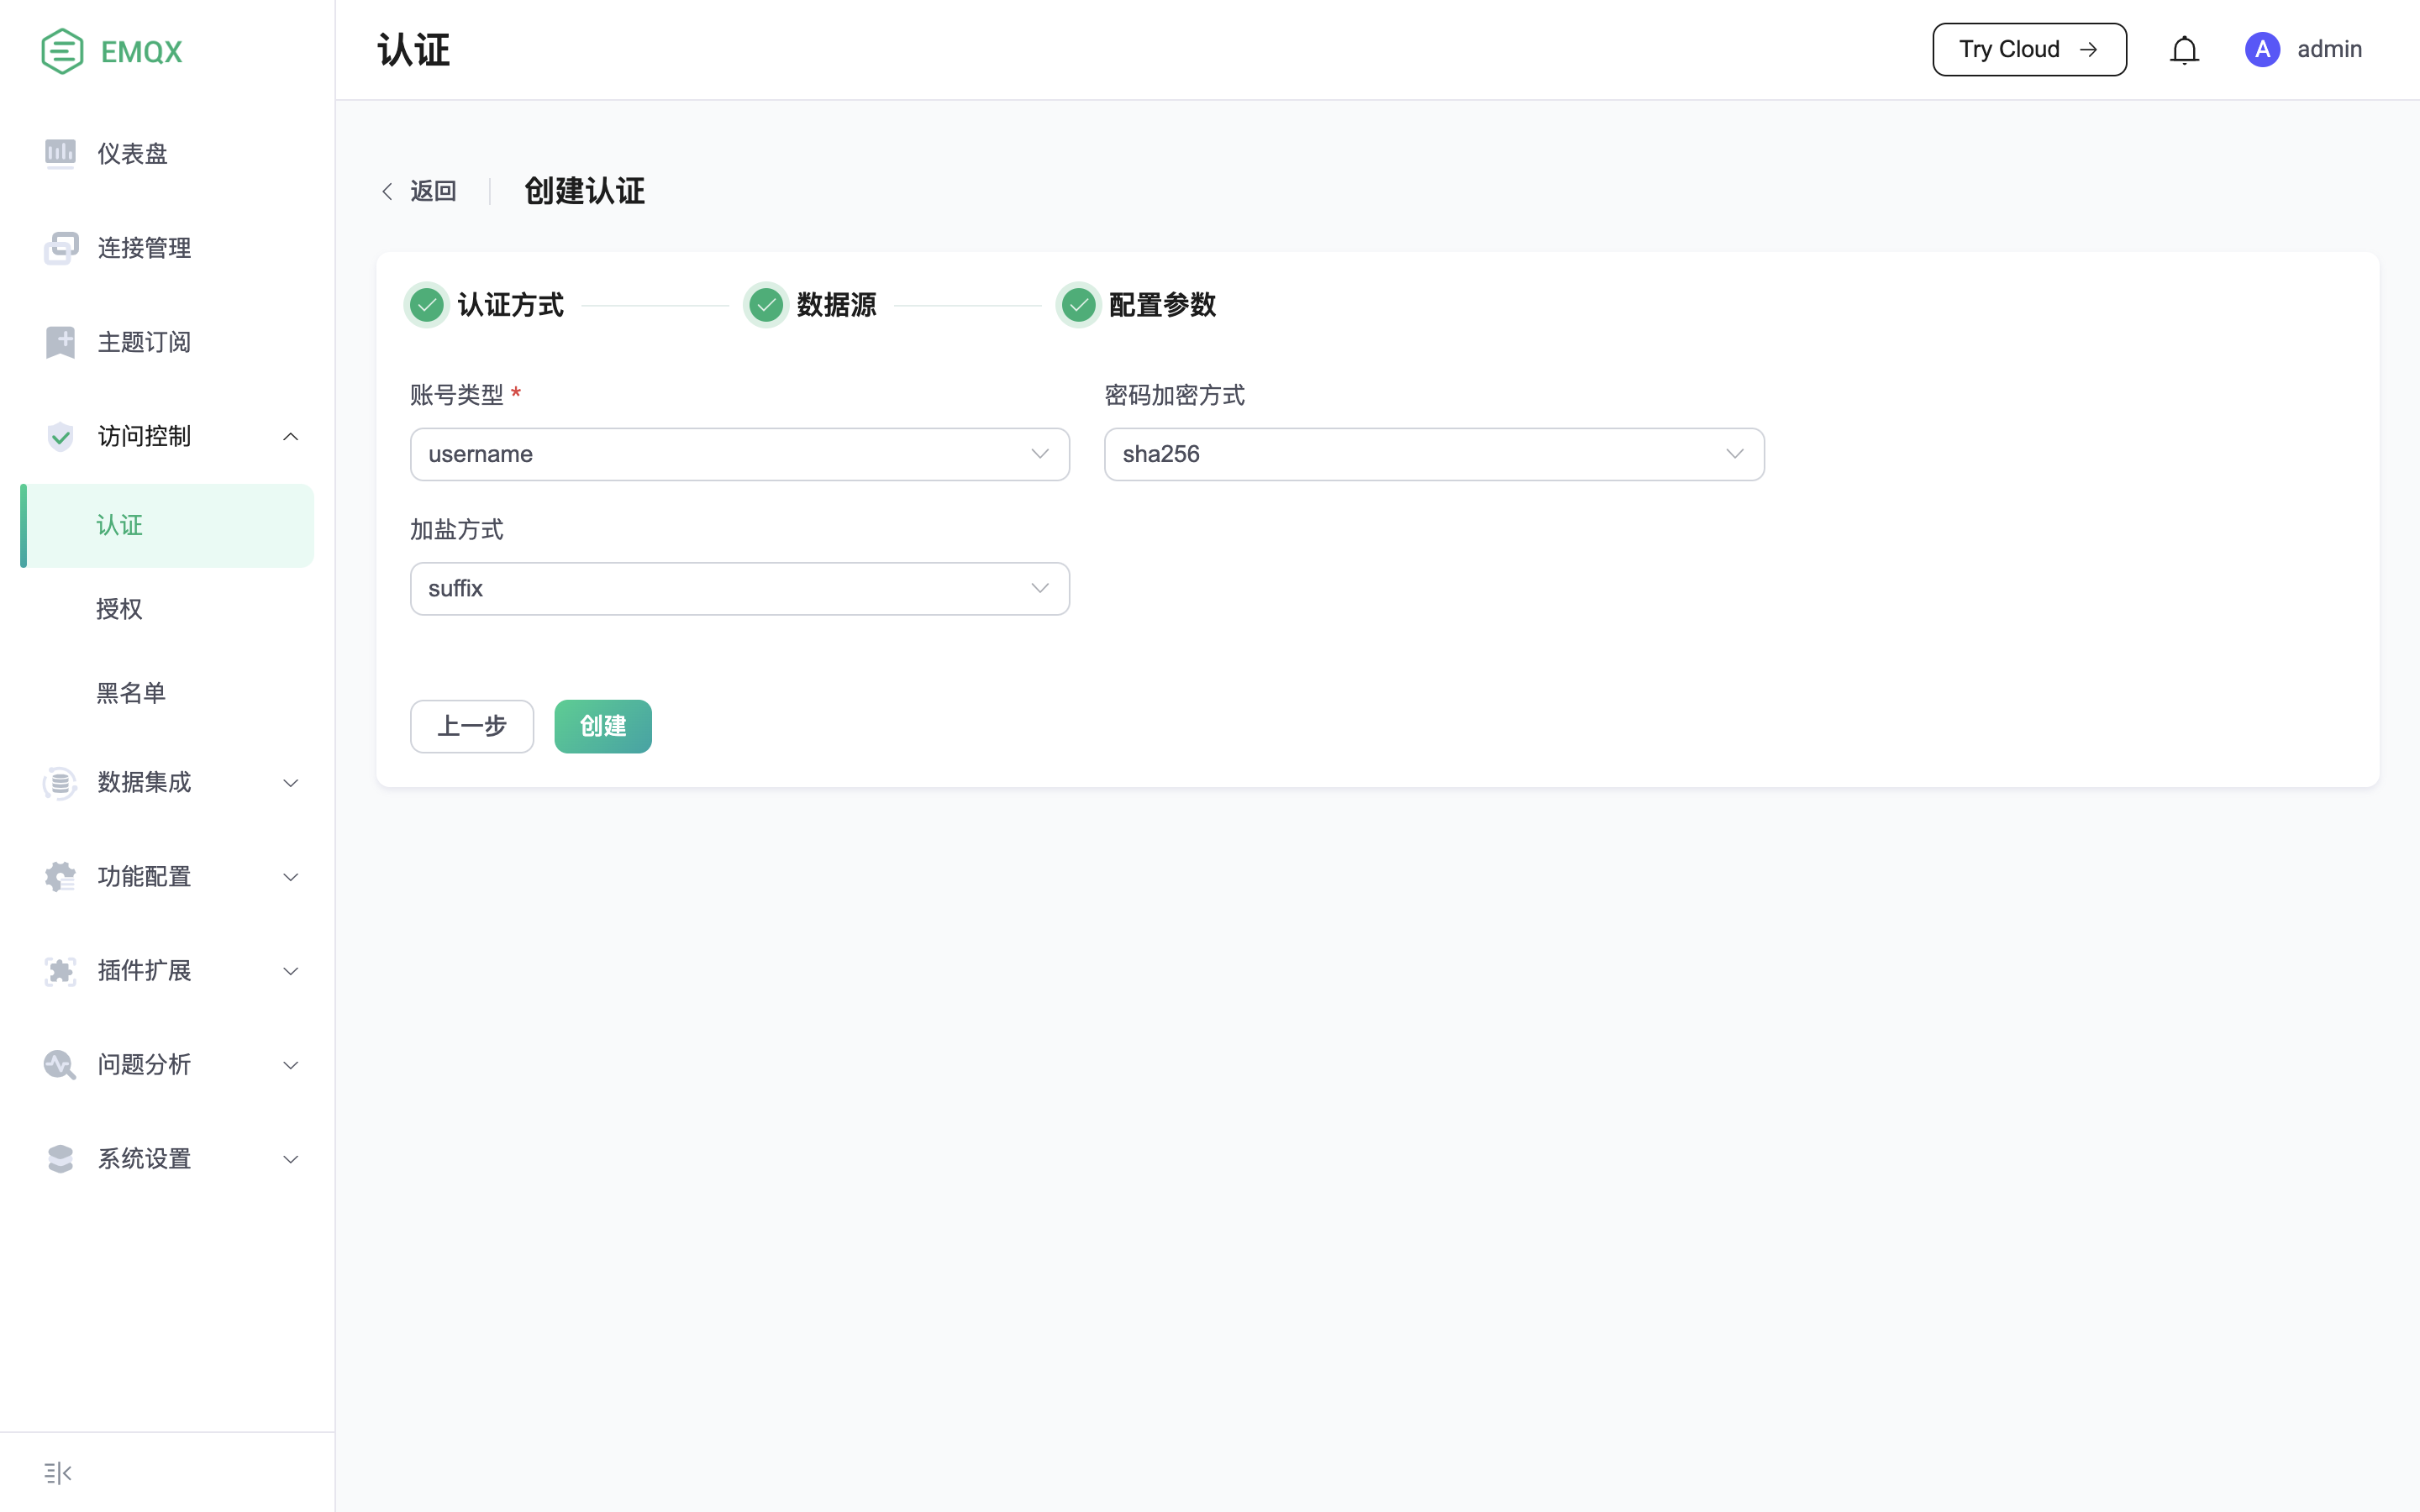 EMQX
认证
Try Cloud →
A
admin
仪表盘
连接管理
主题订阅
访问控制
认证
授权
黑名单
数据集成
功能配置
插件扩展
问题分析
系统设置
返回
创建认证
认证方式
数据源
配置参数
账号类型 *
密码加密方式
username
sha256
加盐方式
suffix
上一步
创建